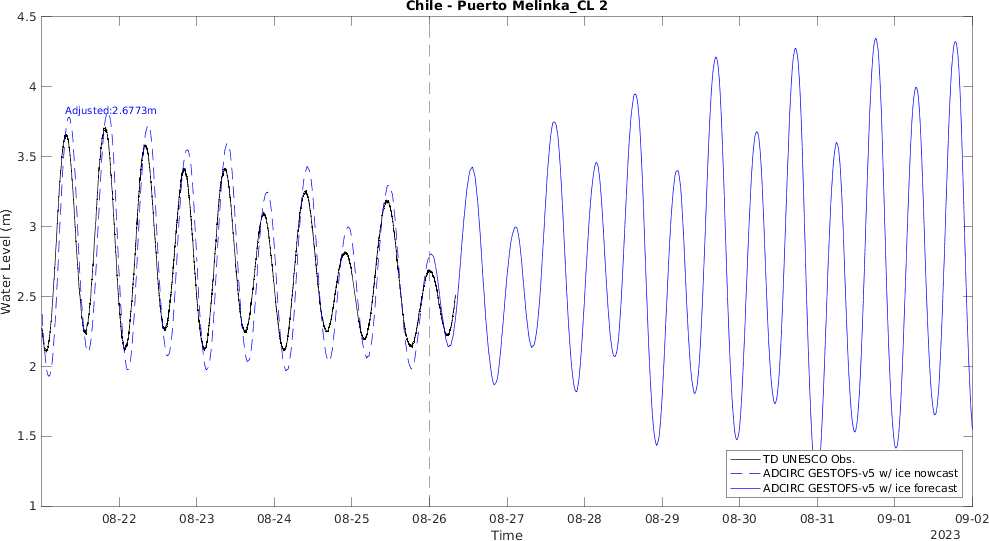 Chile - Puerto Melinka_CL 2
4.5
4
3.5
3
2.5
2
1.5
1
Water Level (m)
Adjusted:2.6773m
TD UNESCO Obs.
ADCIRC GESTOFS-v5 w/ ice nowcast
ADCIRC GESTOFS-v5 w/ ice forecast
08-22 08-23 08-24 08-25 08-26 08-27 08-28 08-29 08-30 08-31 09-01 09-02
Time
2023